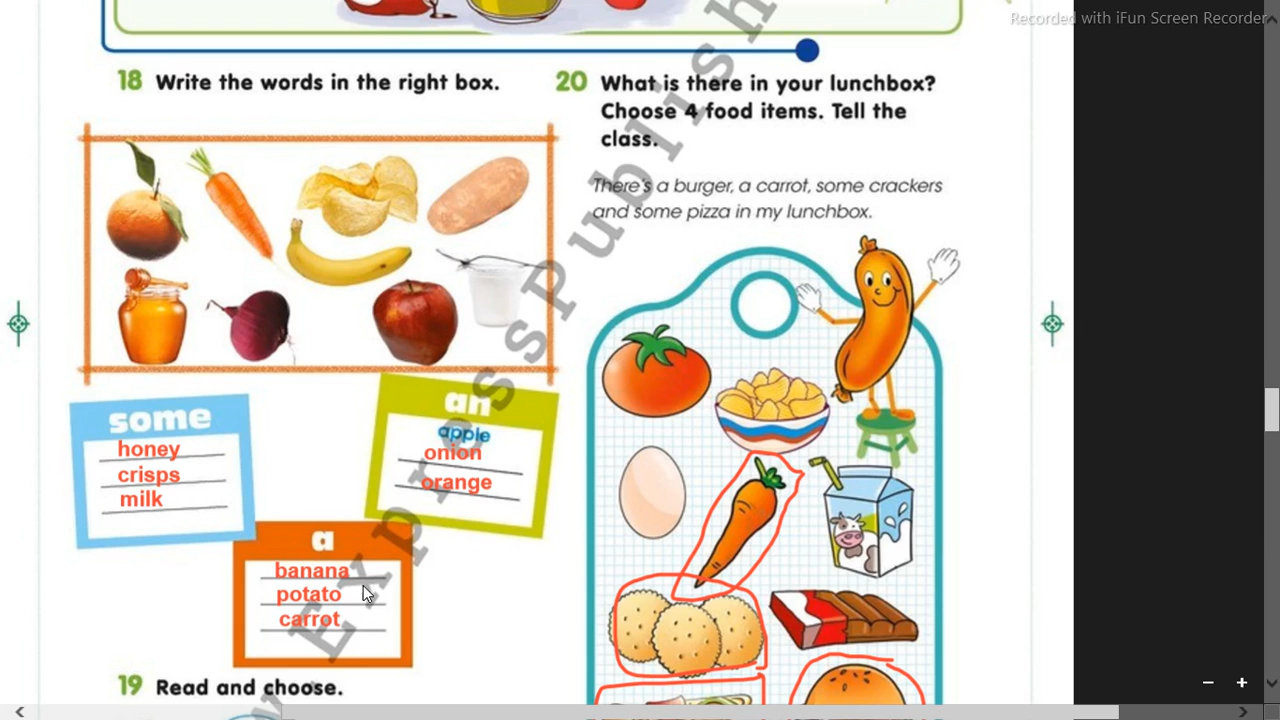 Recorded with iFun Screen Recorder
18 Write the words in the right box.
some
honey
crisps
milk
an
apple
onion
orange
a
banana
potato
carrot
19 Read and choose.
20 What is there in your lunchbox?
Choose 4 food items. Tell the
class.
There's a burger, a carrot, some crackers
and some pizza in my lunchbox.
w. ExpressPublish